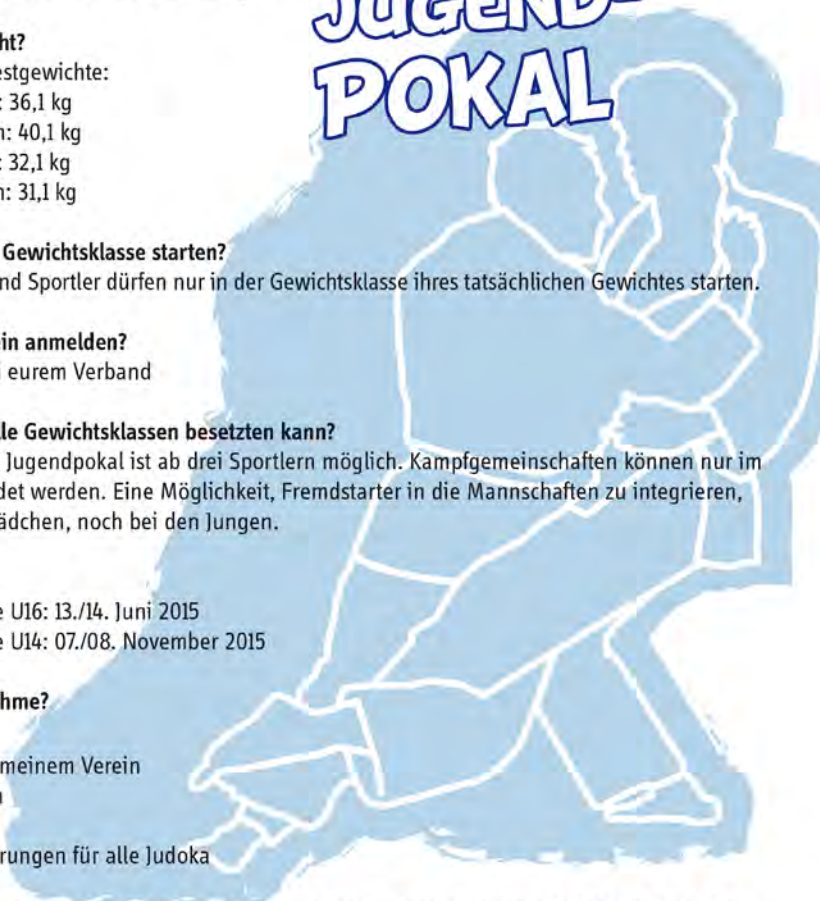 JUGEND-
POKAL
ht?
estgewichte:
: 36,1 kg
n: 40,1 kg
: 32,1 kg
n: 31,1 kg
Gewichtsklasse starten?
nd Sportler dürfen nur in der Gewichtsklasse ihres tatsächlichen Gewichtes starten.
in anmelden?
i eurem Verband
lle Gewichtsklassen besetzten kann?
Jugendpokal ist ab drei Sportlern möglich. Kampfgemeinschaften können nur im
det werden. Eine Möglichkeit, Fremdstarter in die Mannschaften zu integrieren,
ädchen, noch bei den Jungen.
e U16: 13./14. Juni 2015
e U14: 07./08. November 2015
hme?
meinem Verein
n
rungen für alle Judoka